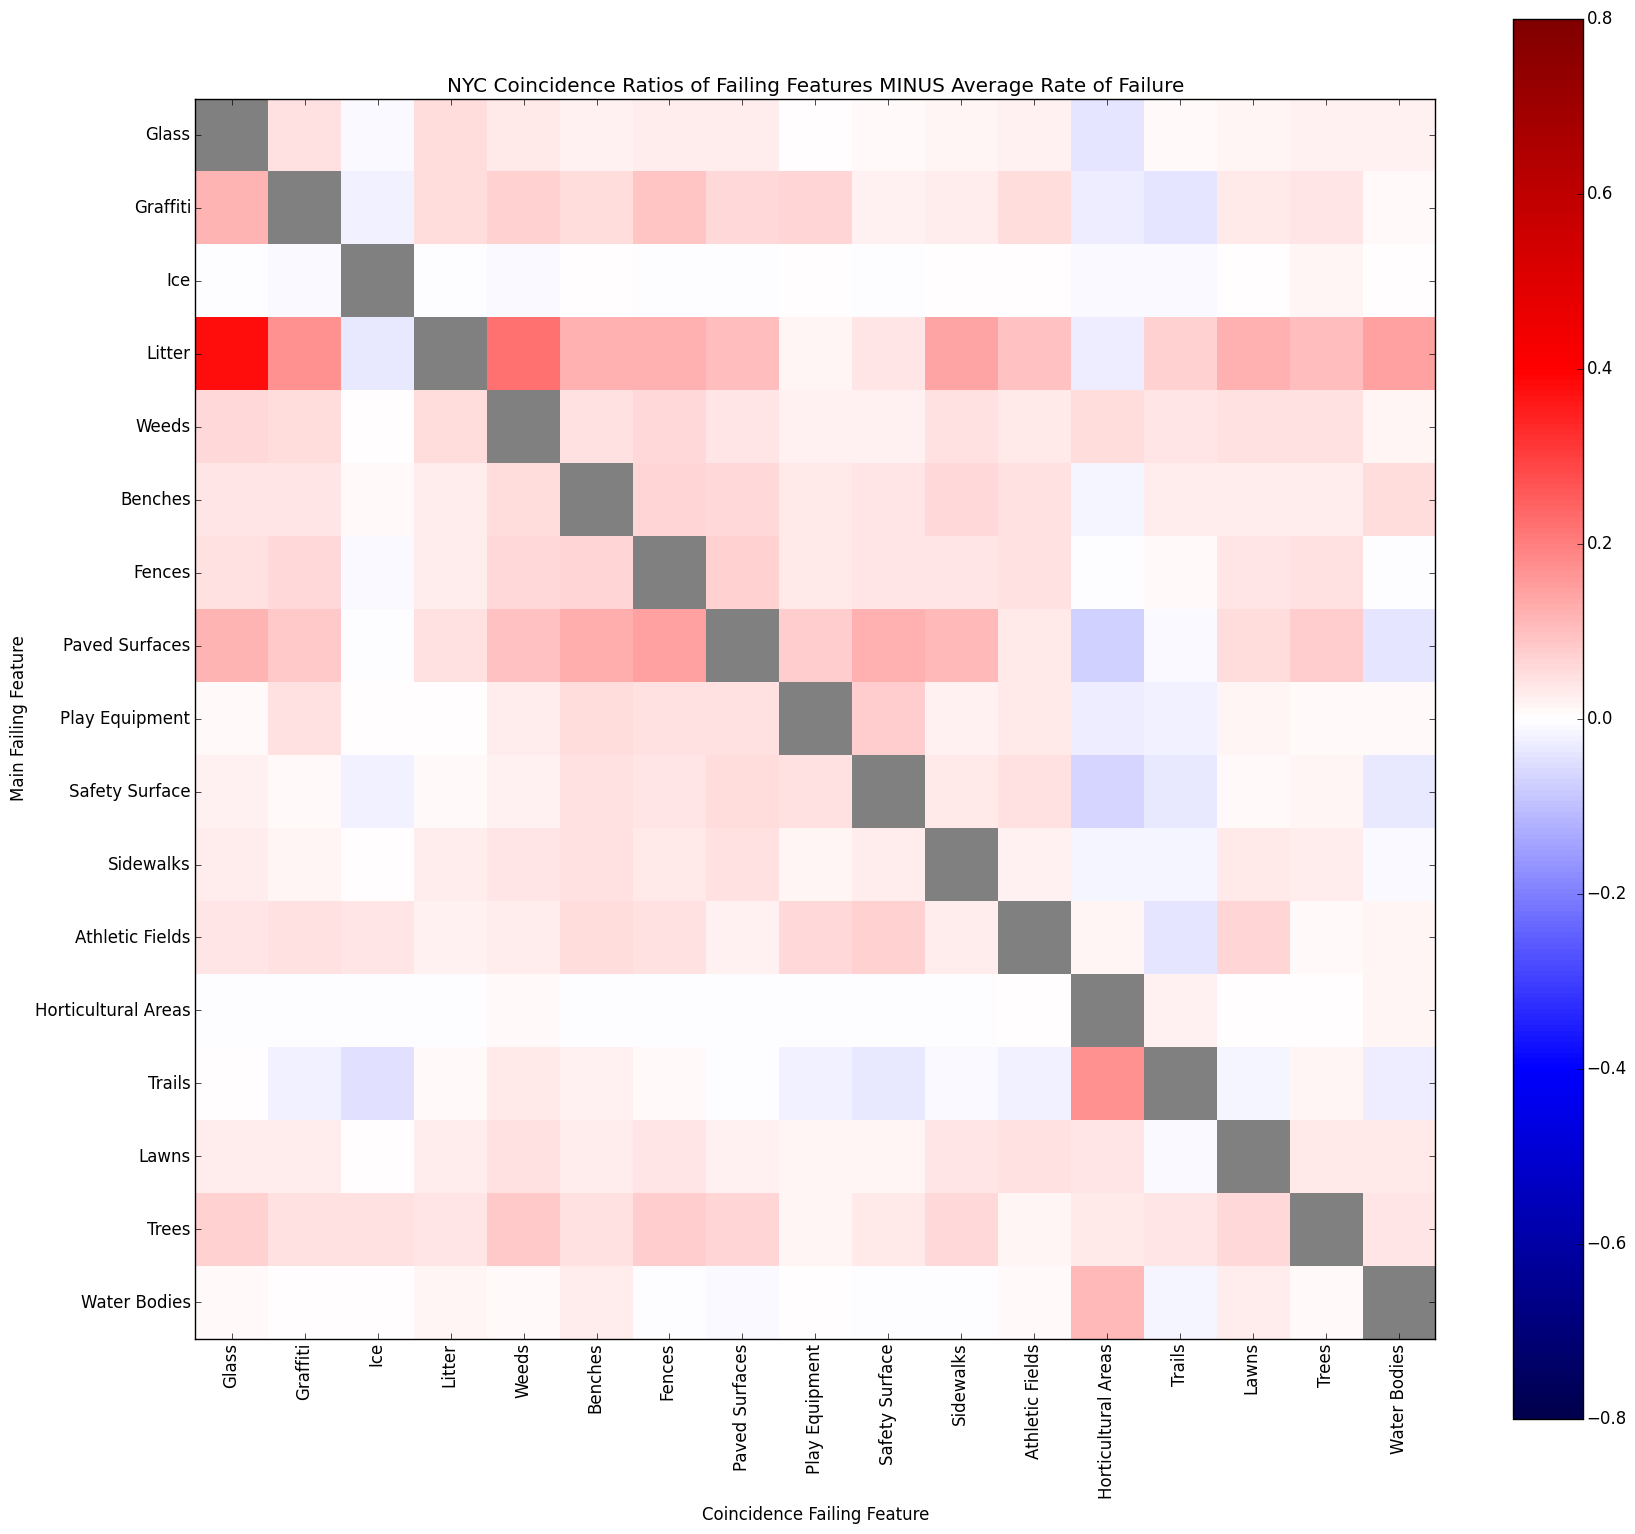 NYC Coincidence Ratios of Failing Features MINUS Average Rate of Failure
Main Failing Feature
Glass
Graffiti
Ice
Litter
Weeds
Benches
Fences
Paved Surfaces
Play Equipment
Safety Surface
Sidewalks
Athletic Fields
Horticultural Areas
Trails
Lawns
Trees
Water Bodies
Glass
Graffiti
Ice
Litter
Weeds
Benches
Fences
Paved Surfaces
Play Equipment
Safety Surface
Sidewalks
Athletic Fields
Horticultural Areas
Trails
Lawns
Trees
Water Bodies
Coincidence Failing Feature
0.8
0.6
0.4
0.2
0.0
−0.2
−0.4
−0.6
−0.8